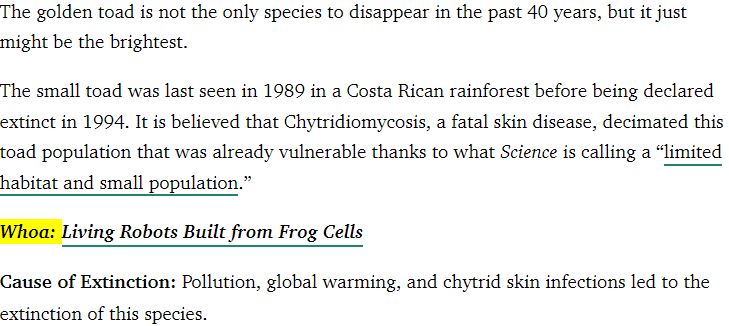 The golden toad is not the only species to disappear in the past 40 years, but it just
might be the brightest.
The small toad was last seen in 1989 in a Costa Rican rainforest before being declared
extinct in 1994. It is believed that Chytridiomycosis, a fatal skin disease, decimated this
toad population that was already vulnerable thanks to what Science is calling a “limited
habitat and small population.”
Whoa: Living Robots Built from Frog Cells
Cause of Extinction: Pollution, global warming, and chytrid skin infections led to the
extinction of this species.